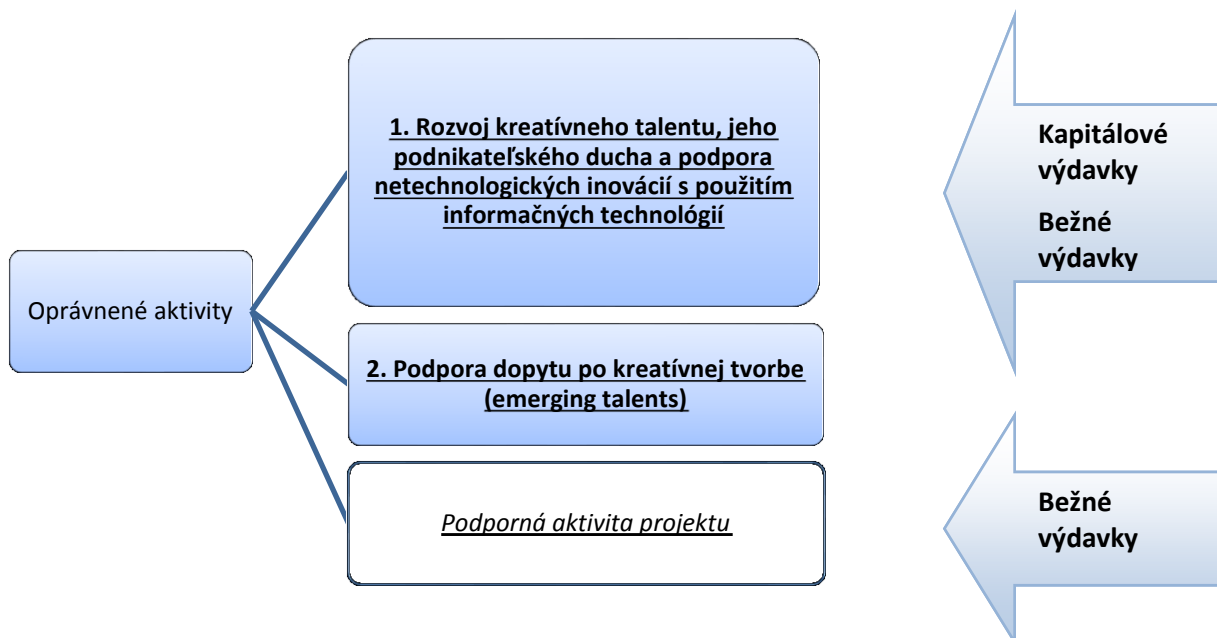 Oprávnené aktivity
1. Rozvoj kreatívneho talentu, jeho
podnikateľského ducha a podpora
netechnologických inovácií s použitím
informačných technológií
2. Podpora dopytu po kreatívnej tvorbe
(emerging talents)
Podporná aktivita projektu
Kapitálové
výdavky
Bežné
výdavky
Bežné
výdavky